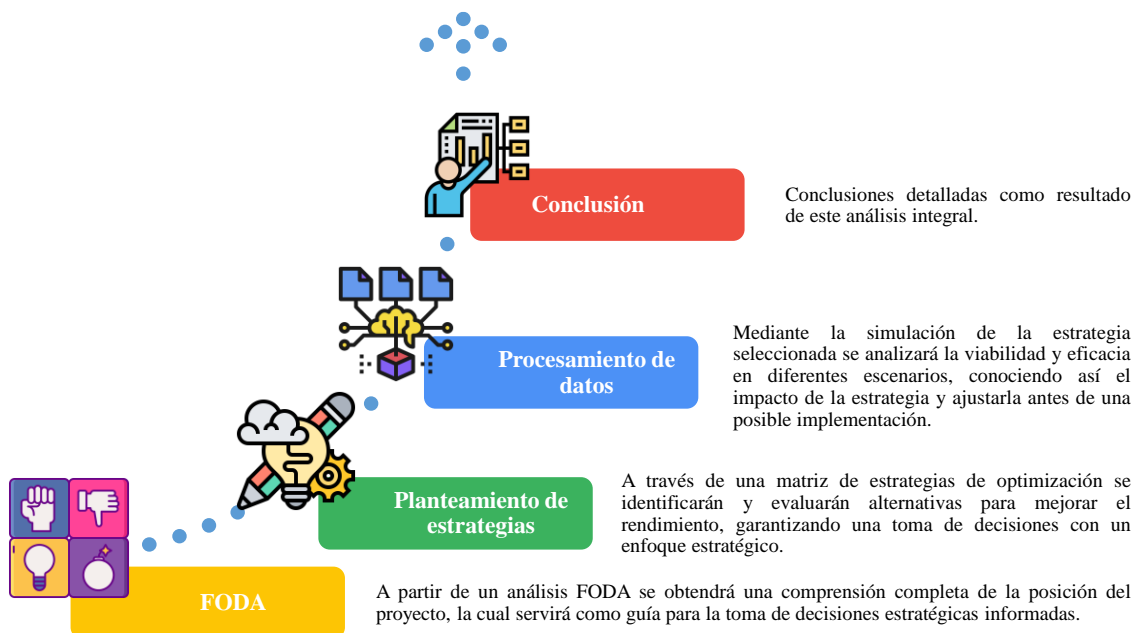 Conclusión
Conclusiones detalladas como resultado
de este análisis integral.
Procesamiento de
datos
Mediante la simulación de la estrategia
seleccionada se analizará la viabilidad y eficacia
en diferentes escenarios, conociendo así el
impacto de la estrategia y ajustarla antes de una
posible implementación.
Planteamiento de
estrategias
A través de una matriz de estrategias de optimización se
identificarán y evaluarán alternativas para mejorar el
rendimiento, garantizando una toma de decisiones con un
enfoque estratégico.
FODA
A partir de un análisis FODA se obtendrá una comprensión completa de la posición del
proyecto, la cual servirá como guía para la toma de decisiones estratégicas informadas.